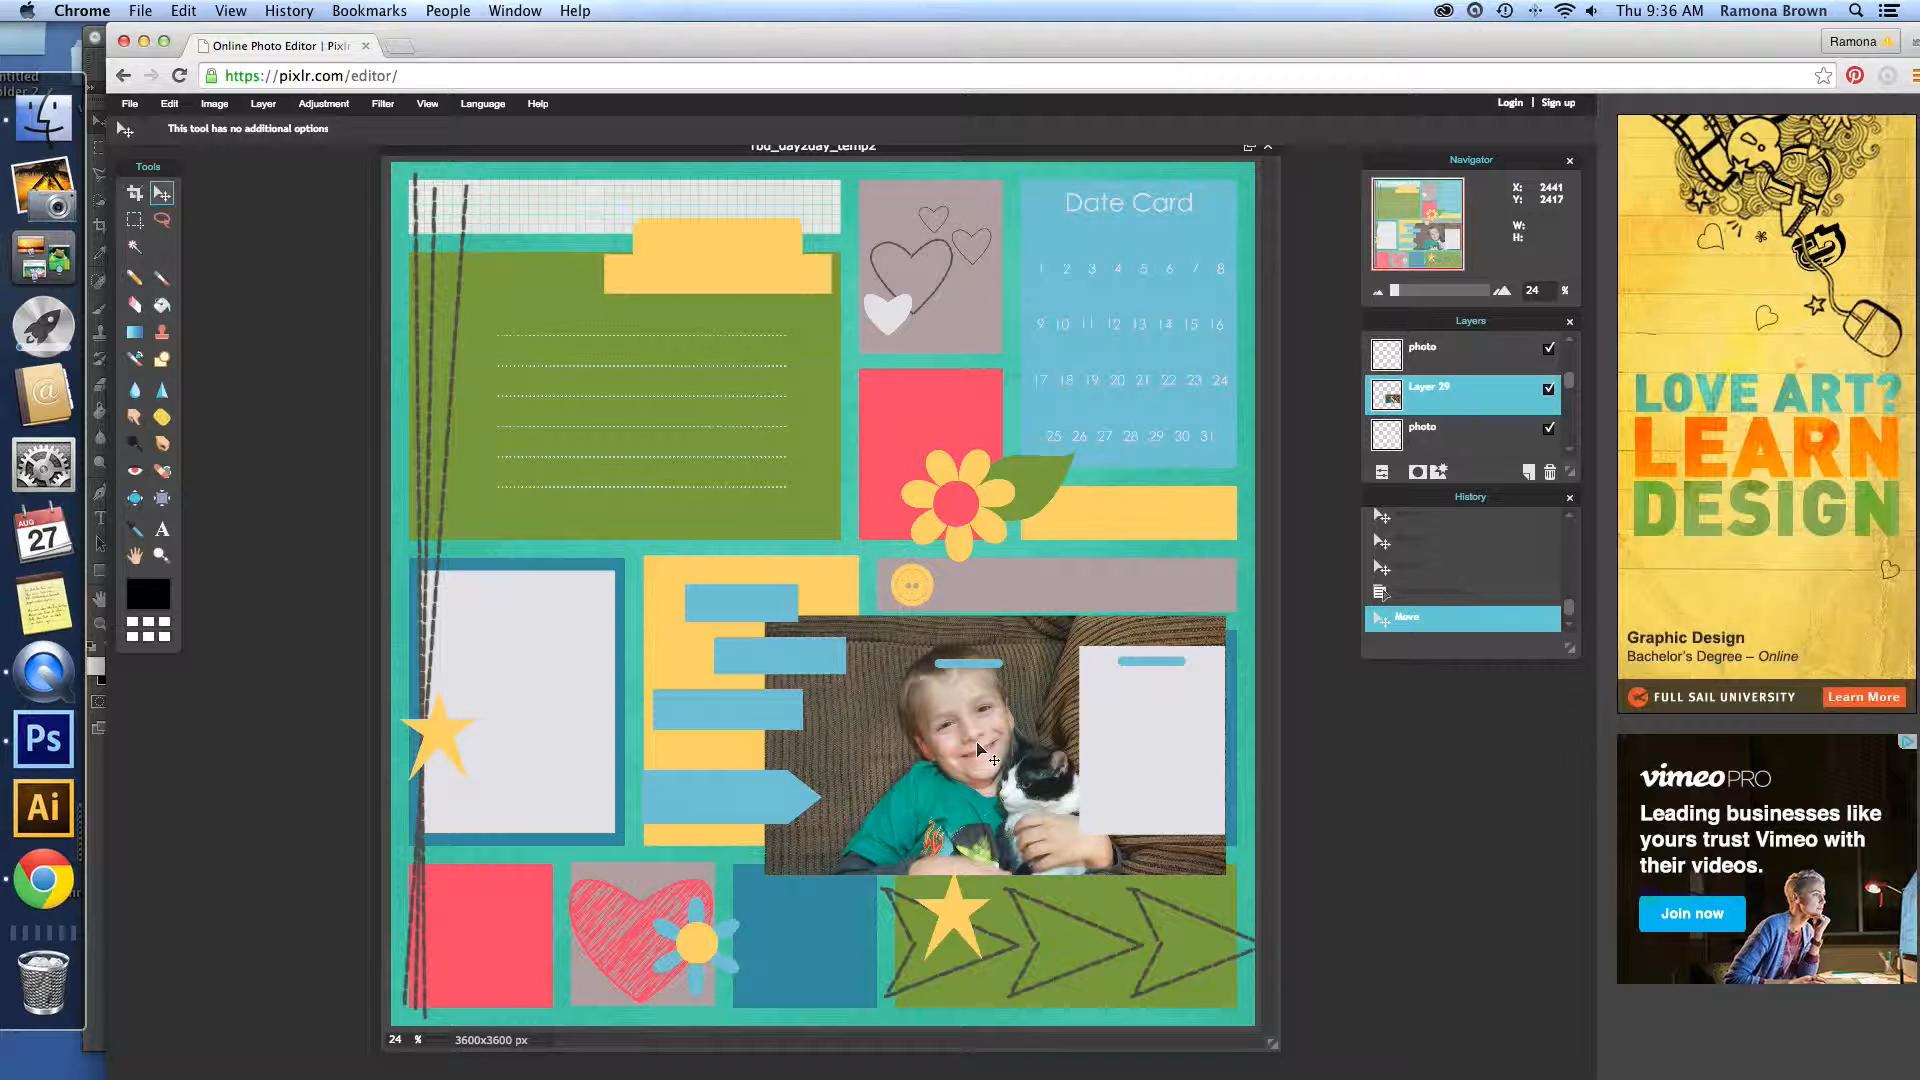 Chrome File Edit View History Bookmarks People Window Help
Thu 9:36 AM Ramona Brown
Online Photo Editor | Pixlr
Ramona
https://pixlr.com/editor/
File Edit Image Layer Adjustment Filter View Language Help
Login | Sign up
This tool has no additional options
rbd_day2day_temp2
Tools
Navigator
X: 2441
Y: 2417
W:
H:
24 %
Layers
photo
Layer 29
photo
History
Move
Date Card
1 2 3 4 5 6 7 8
9 10 11 12 13 14 15 16
17 18 19 20 21 22 23 24
25 26 27 28 29 30 31
24 % 3600x3600 px
AUG
27
Ps
Ai
LOVE ART?
LEARN
DESIGN
Graphic Design
Bachelor's Degree – Online
FULL SAIL UNIVERSITY Learn More
vimeo PRO
Leading businesses like
yours trust Vimeo with
their videos.
Join now